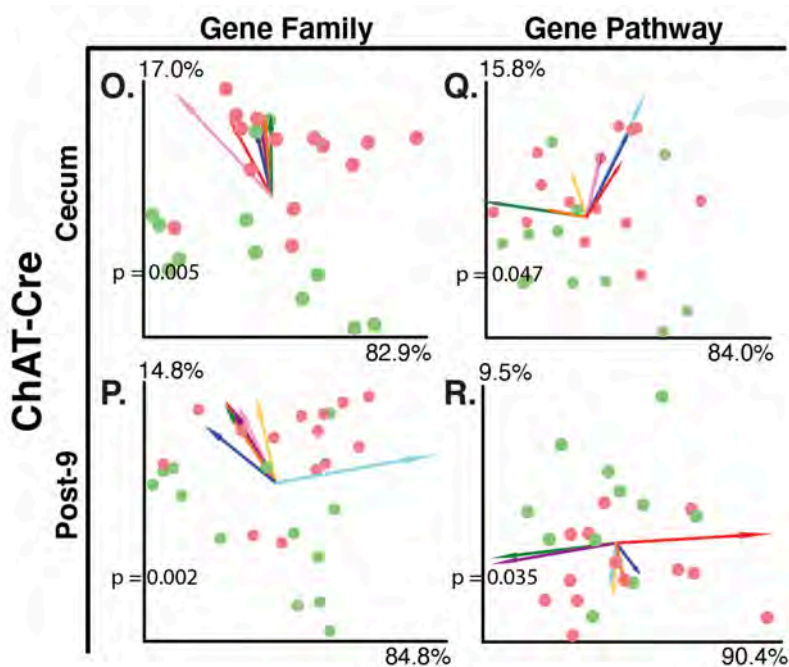 Gene Family
Gene Pathway
ChAT-Cre
Cecum
O.
17.0%
p = 0.005
82.9%
Q.
15.8%
p = 0.047
84.0%
Post-9
P.
14.8%
p = 0.002
84.8%
R.
9.5%
p = 0.035
90.4%